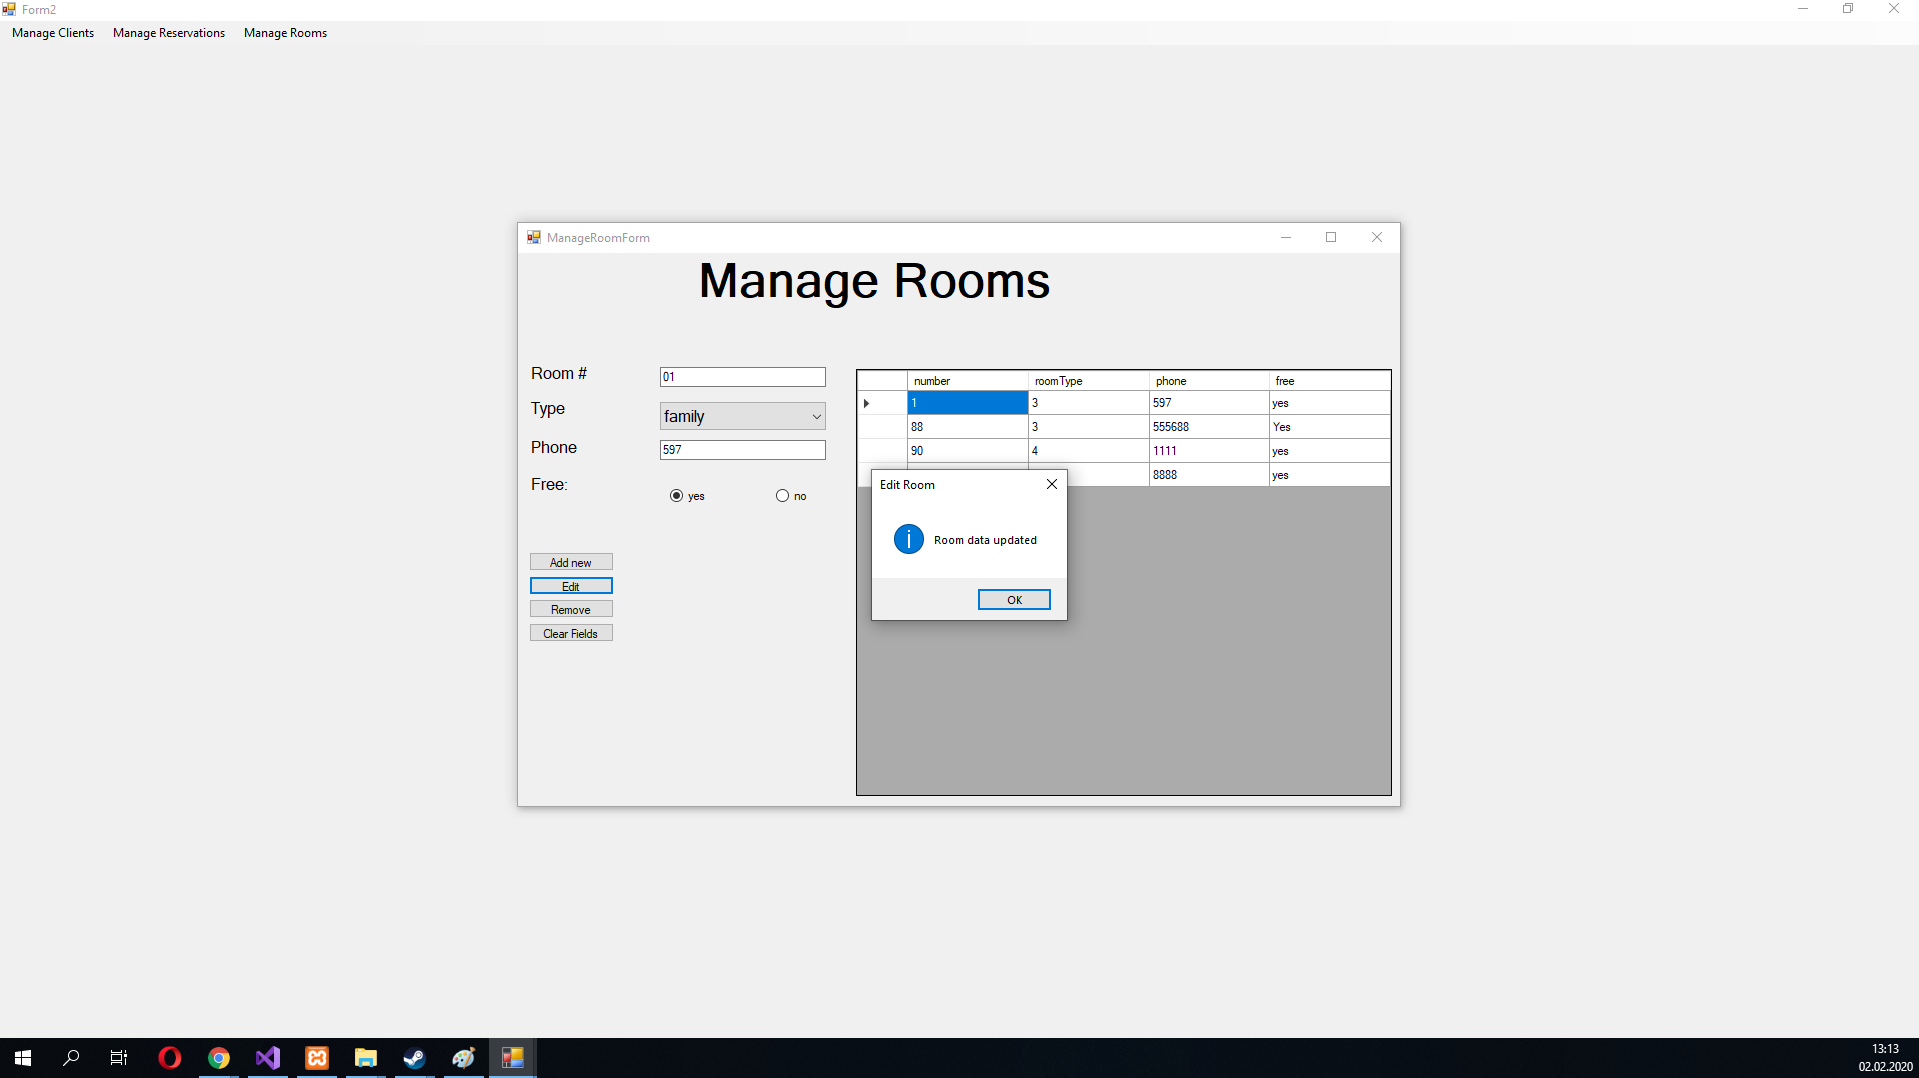 Form2
Manage Clients Manage Reservations Manage Rooms
ManageRoomForm
Manage Rooms
Room # 01
Type family
Phone 597
Free: yes no
Add new
Edit
Remove
Clear Fields
number roomType phone free
1 3 597 yes
88 3 555688 Yes
90 4 1111 yes
8888 yes
Edit Room
Room data updated
OK
13:13
02.02.2020